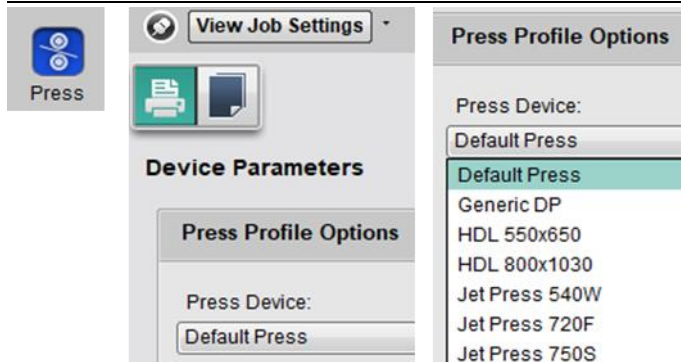 Press
View Job Settings
Device Parameters
Press Profile Options
Press Device:
Default Press
Press Profile Options
Press Device:
Default Press
Default Press
Generic DP
HDL 550x650
HDL 800x1030
Jet Press 540W
Jet Press 720F
Jet Press 750S